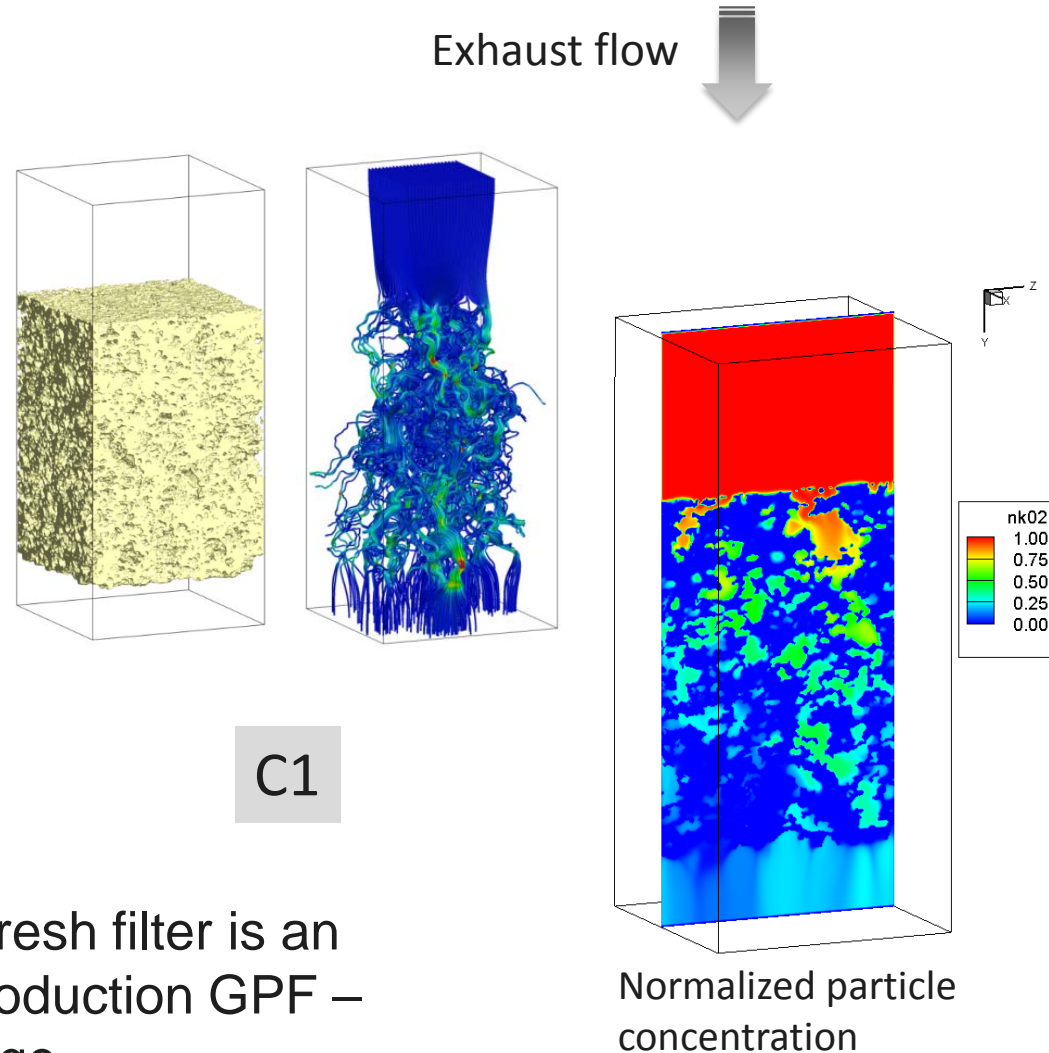 Exhaust flow
Z
X
Y
nk02
1.00
0.75
0.50
0.25
0.00
C1
resh filter is an
oduction GPF –
Normalized particle
concentration